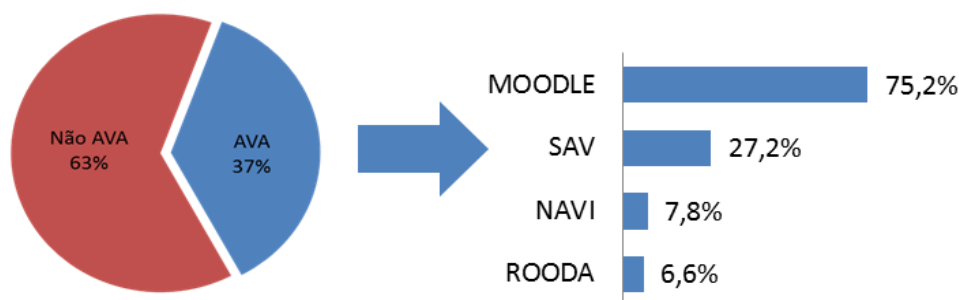 Não AVA
63%
AVA
37%
MOODLE 75,2%
SAV 27,2%
NAVI 7,8%
ROODA 6,6%